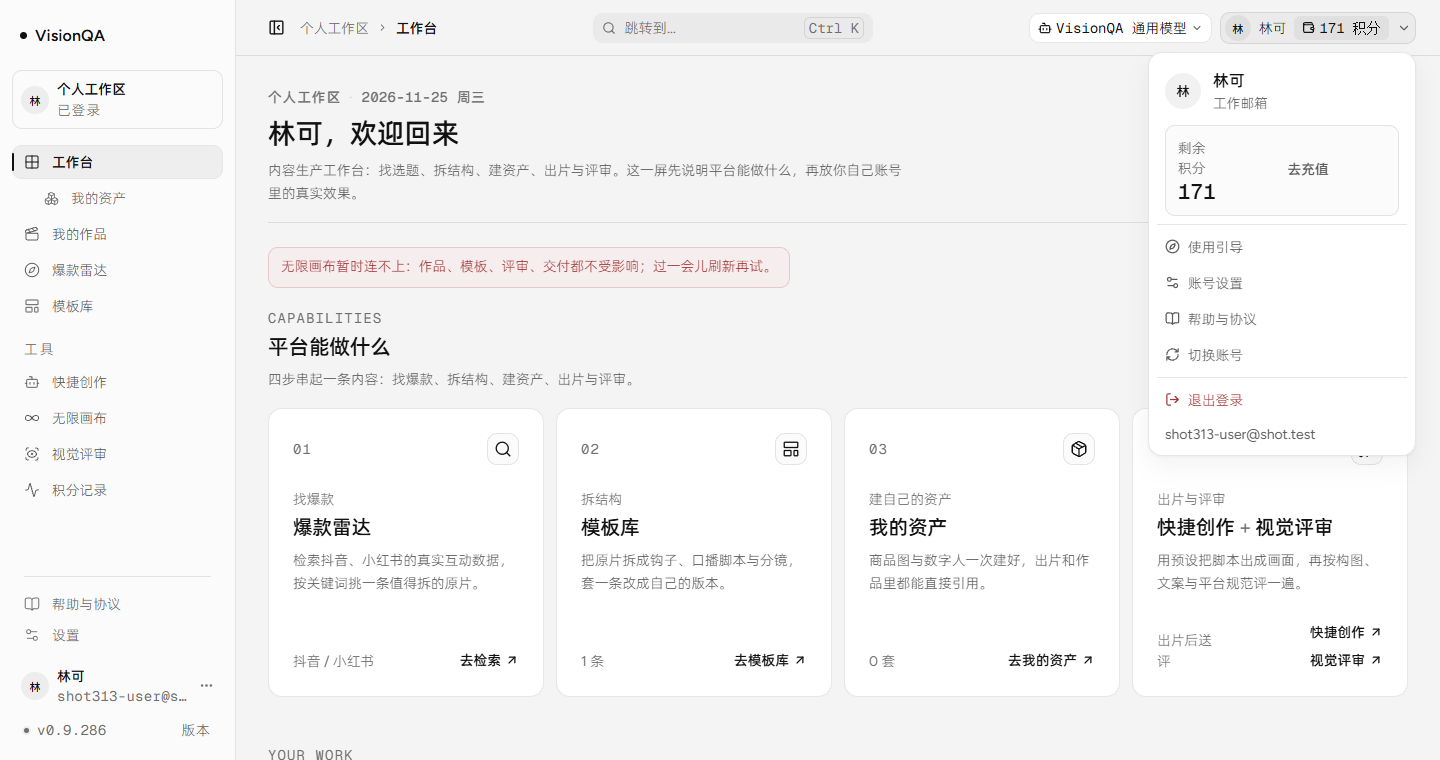 VisionQA
林
个人工作区
已登录
工作台
我的资产
我的作品
爆款雷达
模板库
工具
快捷创作
无限画布
视觉评审
积分记录
帮助与协议
设置
林
林可
shot313-user@s…
v0.9.286
版本
个人工作区
工作台
跳转到…
Ctrl K
VisionQA 通用模型
林
林可
171 积分
个人工作区 · 2026-11-25 周三
林可，欢迎回来
内容生产工作台：找选题、拆结构、建资产、出片与评审。这一屏先说明平台能做什么，再放你自己账号
里的真实效果。
无限画布暂时连不上：作品、模板、评审、交付都不受影响；过一会儿刷新再试。
CAPABILITIES
平台能做什么
四步串起一条内容：找爆款、拆结构、建资产、出片与评审。
01
找爆款
爆款雷达
检索抖音、小红书的真实互动数据，
按关键词挑一条值得拆的原片。
抖音 / 小红书
去检索
02
拆结构
模板库
把原片拆成钩子、口播脚本与分镜，
套一条改成自己的版本。
1 条
去模板库
03
建自己的资产
我的资产
商品图与数字人一次建好，出片和作
品里都能直接引用。
0 套
去我的资产
出片与评审
快捷创作 + 视觉评审
用预设把脚本出成画面，再按构图、
文案与平台规范评一遍。
出片后送
评
快捷创作
视觉评审
YOUR WORK
林
林可
工作邮箱
剩余
积分
171
去充值
使用引导
账号设置
帮助与协议
切换账号
退出登录
shot313-user@shot.test